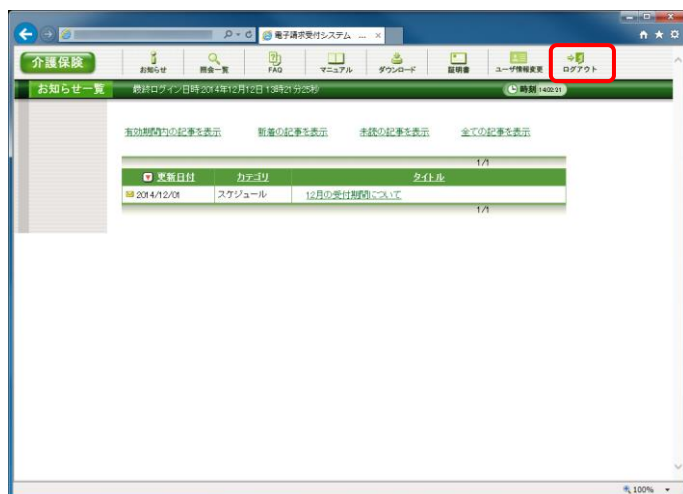 電子請求受付システム ...
介護保険
お知らせ
照会一覧
FAQ
マニュアル
ダウンロード
証明書
ユーザ情報変更
ログアウト
お知らせ一覧
最終ログイン日時:2014年12月12日 13時21分25秒
時刻 14:02:31
有効期間内の記事を表示 新着の記事を表示 未読の記事を表示 全ての記事を表示
1/1
更新日付 カテゴリ タイトル
2014/12/01 スケジュール 12月の受付期間について
1/1
100%